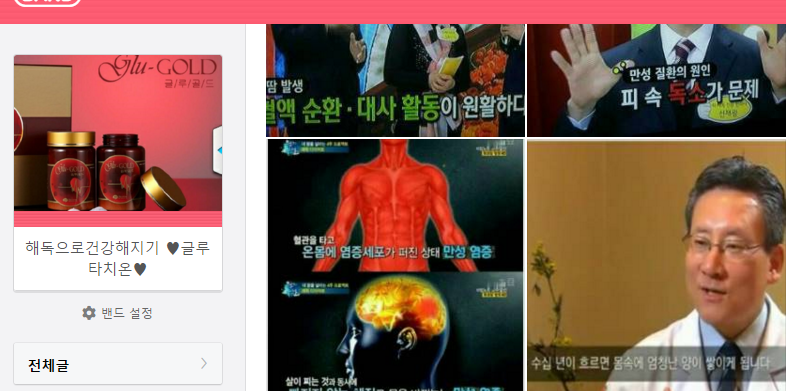 Glu-GOLD
글/루/골/드
해독으로건강해지기 ♥글루
타치온♥
밴드 설정
전체글
땀 발생
혈액 순환·대사 활동이 원활하다
만성 질환의 원인
피 속 독소가 문제
혈관을 타고
온몸에 염증세포가 퍼진 상태 만성 염증
살이 찌는 것과 동시에
수십 년이 흐르면 몸속에 엄청난 양이 쌓이게 됩니다